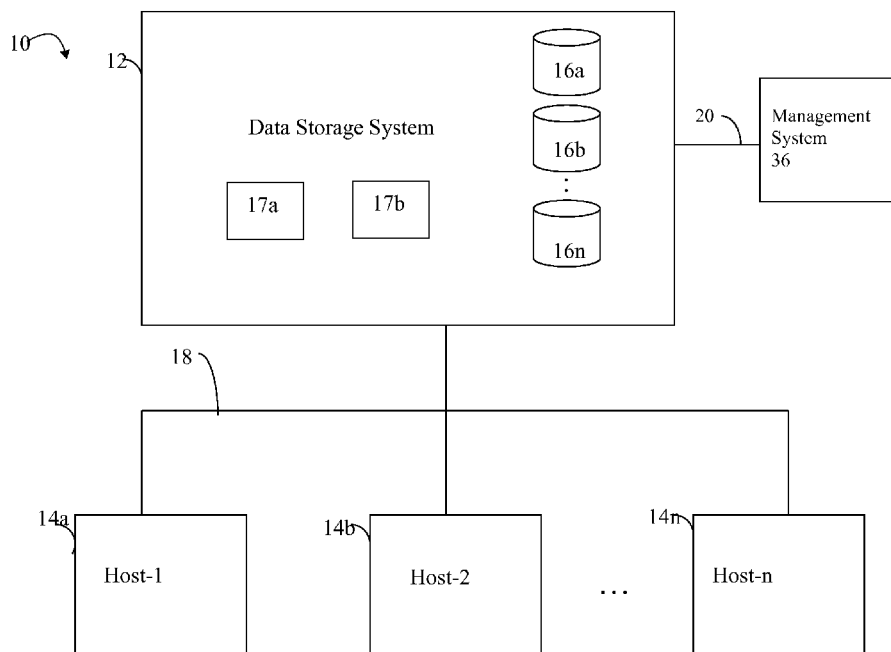 10
12
16a
Data Storage System
20
Management
System
36
16b
17a
17b
16n
18
14a
14b
14n
Host-1
Host-2
...
Host-n